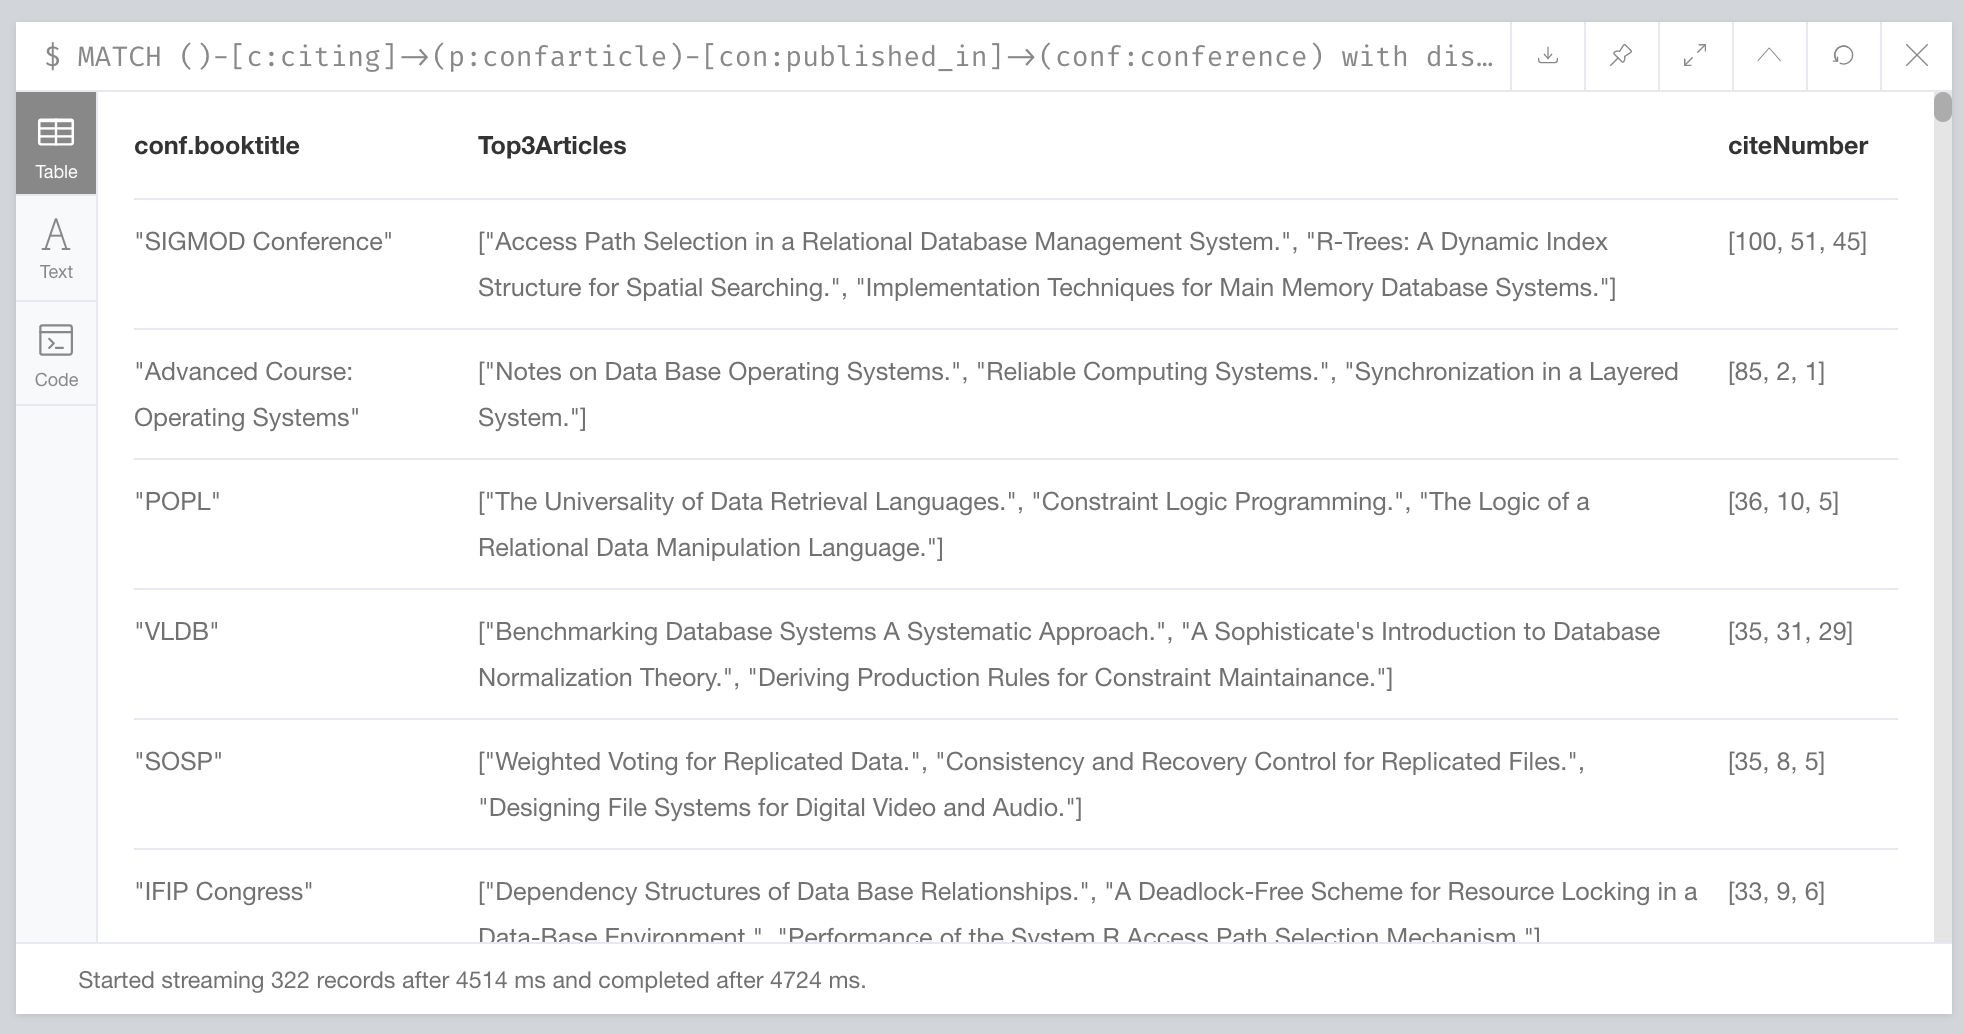 $ MATCH ()-[c:citing]->(p:confarticle)-[con:published_in]->(conf:conference) with dis…
Table
Text
Code
conf.booktitle Top3Articles citeNumber
"SIGMOD Conference" ["Access Path Selection in a Relational Database Management System.", "R-Trees: A Dynamic Index [100, 51, 45]
Structure for Spatial Searching.", "Implementation Techniques for Main Memory Database Systems."]
"Advanced Course: ["Notes on Data Base Operating Systems.", "Reliable Computing Systems.", "Synchronization in a Layered [85, 2, 1]
Operating Systems" System."]
"POPL" ["The Universality of Data Retrieval Languages.", "Constraint Logic Programming.", "The Logic of a [36, 10, 5]
Relational Data Manipulation Language."]
"VLDB" ["Benchmarking Database Systems A Systematic Approach.", "A Sophisticate's Introduction to Database [35, 31, 29]
Normalization Theory.", "Deriving Production Rules for Constraint Maintainance."]
"SOSP" ["Weighted Voting for Replicated Data.", "Consistency and Recovery Control for Replicated Files.", [35, 8, 5]
"Designing File Systems for Digital Video and Audio."]
"IFIP Congress" ["Dependency Structures of Data Base Relationships.", "A Deadlock-Free Scheme for Resource Locking in a [33, 9, 6]
Data-Base Environment.", "Performance of the System R Access Path Selection Mechanism."]
Started streaming 322 records after 4514 ms and completed after 4724 ms.